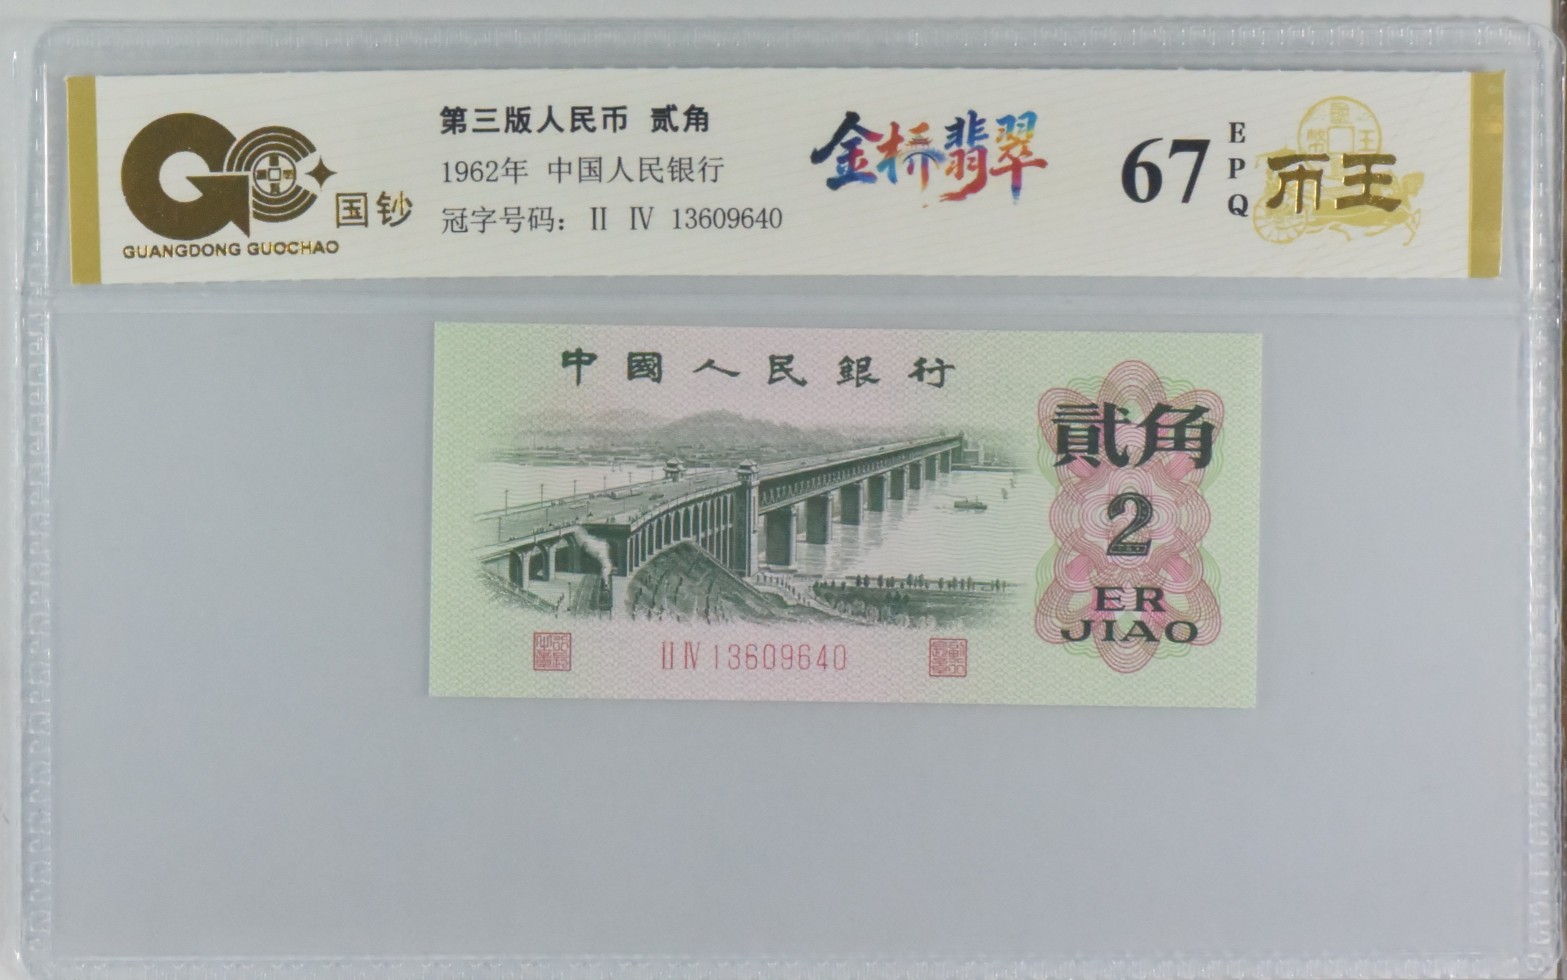 国钞
GUANGDONG GUOCHAO
第三版人民币 贰角
1962年 中国人民银行
冠字号码: Ⅱ Ⅳ 13609640
金桥翡翠
67
EPQ
币王
中國人民銀行
貳角
2
ER
JIAO
Ⅱ Ⅳ 13609640